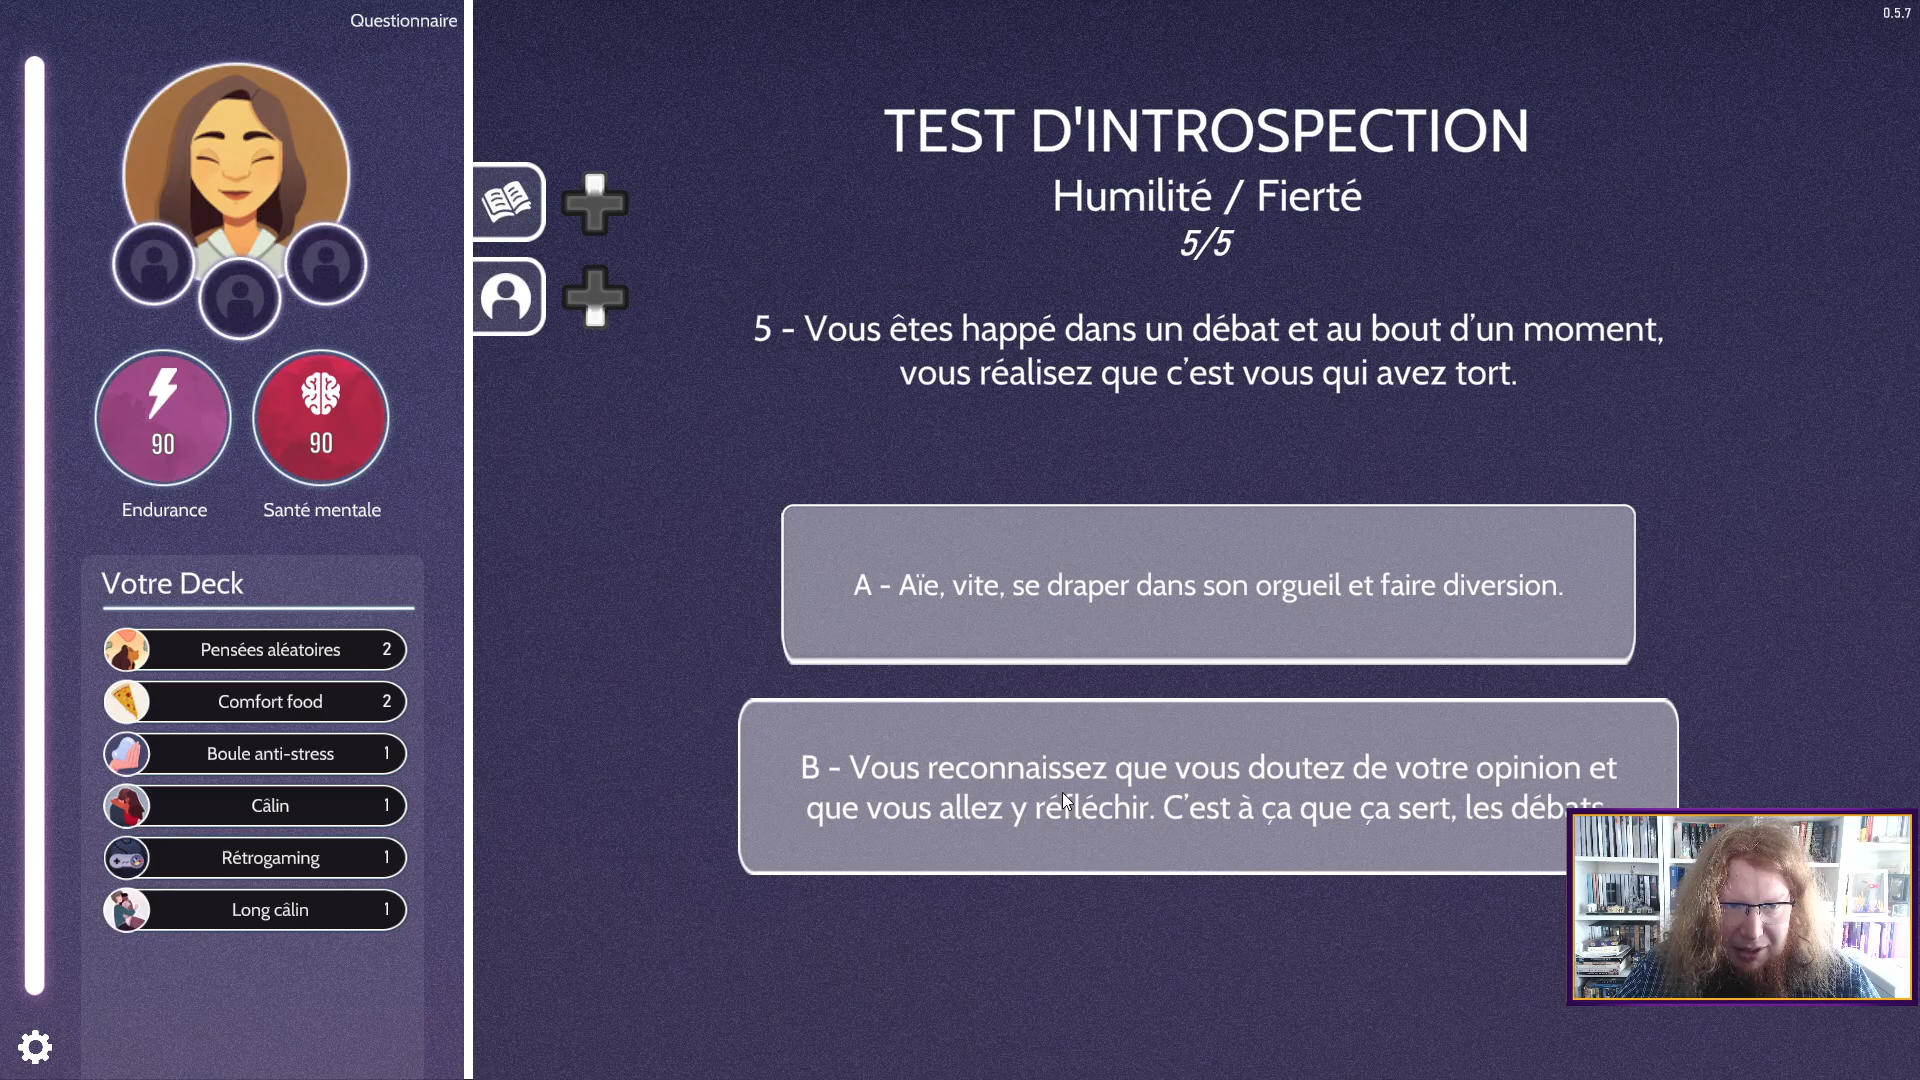 Questionnaire
0.5.7
TEST D'INTROSPECTION
Humilité / Fierté
5/5
5 - Vous êtes happé dans un débat et au bout d’un moment,
vous réalisez que c’est vous qui avez tort.
90
90
Endurance
Santé mentale
Votre Deck
Pensées aléatoires 2
Comfort food 2
Boule anti-stress 1
Câlin 1
Rétrogaming 1
Long câlin 1
A - Aïe, vite, se draper dans son orgueil et faire diversion.
B - Vous reconnaissez que vous doutez de votre opinion et
que vous allez y réfléchir. C’est à ça que ça sert, les débats